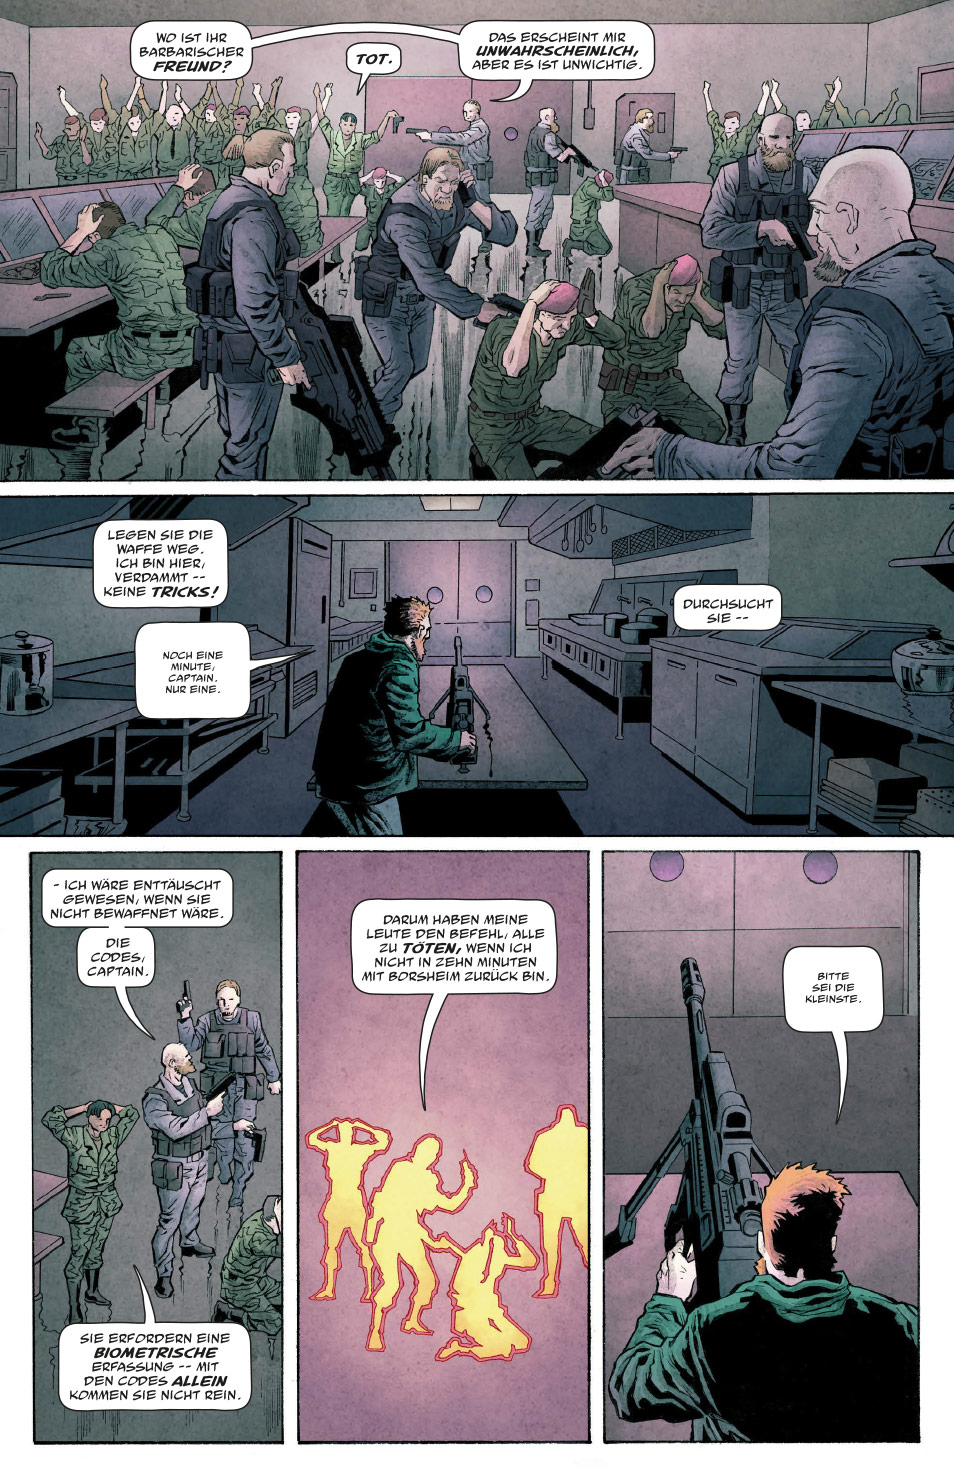 WO IST IHR
BARBARISCHER
FREUND?
TOT.
DAS ERSCHEINT MIR
UNWAHRSCHEINLICH,
ABER ES IST UNWICHTIG.
LEGEN SIE DIE
WAFFE WEG.
ICH BIN HIER,
VERDAMMT --
KEINE TRICKS!
NOCH EINE
MINUTE,
CAPTAIN.
NUR EINE.
DURCHSUCHT
SIE --
- ICH WÄRE ENTTÄUSCHT
GEWESEN, WENN SIE
NICHT BEWAFFNET WÄRE.
DIE
CODES,
CAPTAIN.
SIE ERFORDERN EINE
BIOMETRISCHE
ERFASSUNG -- MIT
DEN CODES ALLEIN
KOMMEN SIE NICHT REIN.
DARUM HABEN MEINE
LEUTE DEN BEFEHL, ALLE
ZU TÖTEN, WENN ICH
NICHT IN ZEHN MINUTEN
MIT BORSHEIM ZURÜCK BIN.
BITTE
SEI DIE
KLEINSTE.